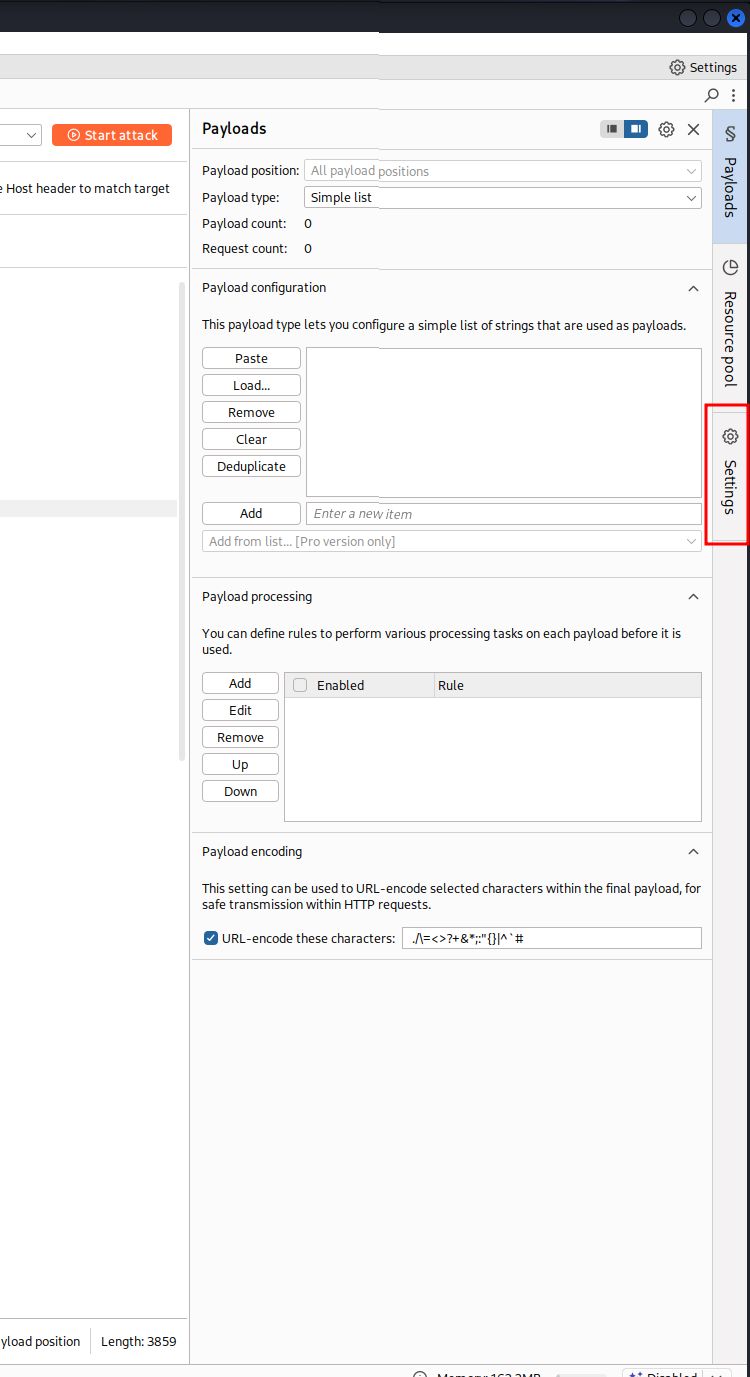 Settings
Start attack
Payloads
e Host header to match target
Payload position:
All payload positions
Payload type:
Simple list
Payload count:
0
Request count:
0
Payload configuration
This payload type lets you configure a simple list of strings that are used as payloads.
Paste
Load...
Remove
Clear
Deduplicate
Add
Enter a new item
Add from list... [Pro version only]
Payload processing
You can define rules to perform various processing tasks on each payload before it is
used.
Add
Edit
Remove
Up
Down
Enabled
Rule
Payload encoding
This setting can be used to URL-encode selected characters within the final payload, for
safe transmission within HTTP requests.
URL-encode these characters:
./\=<>?+&*;:"{}|^`#
Payloads
Resource pool
Settings
yload position
Length: 3859
Memory: 162.2MB
Disabled